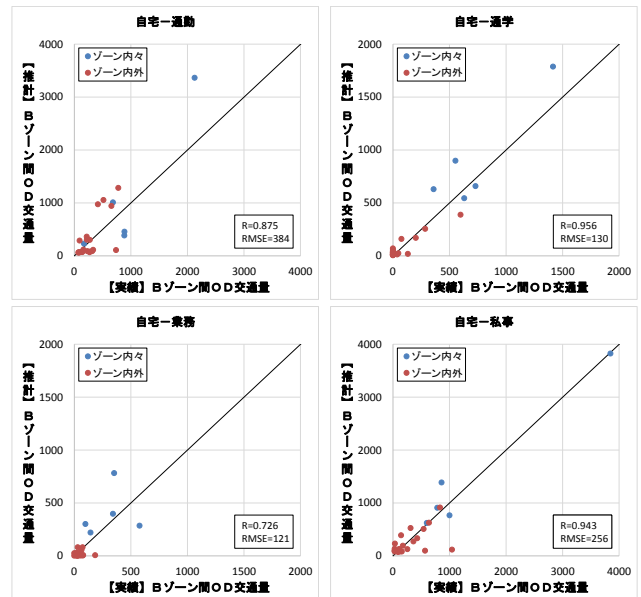 自宅－通勤
【推計】Bゾーン間OD交通量
4000
3000
2000
1000
0
ゾーン内々
ゾーン内外
R=0.875
RMSE=384
0 1000 2000 3000 4000
【実績】Bゾーン間OD交通量
自宅－通学
【推計】Bゾーン間OD交通量
2000
1500
1000
500
0
ゾーン内々
ゾーン内外
R=0.956
RMSE=130
0 500 1000 1500 2000
【実績】Bゾーン間OD交通量
自宅－業務
【推計】Bゾーン間OD交通量
2000
1500
1000
500
0
ゾーン内々
ゾーン内外
R=0.726
RMSE=121
0 500 1000 1500 2000
【実績】Bゾーン間OD交通量
自宅－私事
【推計】Bゾーン間OD交通量
4000
3000
2000
1000
0
ゾーン内々
ゾーン内外
R=0.943
RMSE=256
0 1000 2000 3000 4000
【実績】Bゾーン間OD交通量